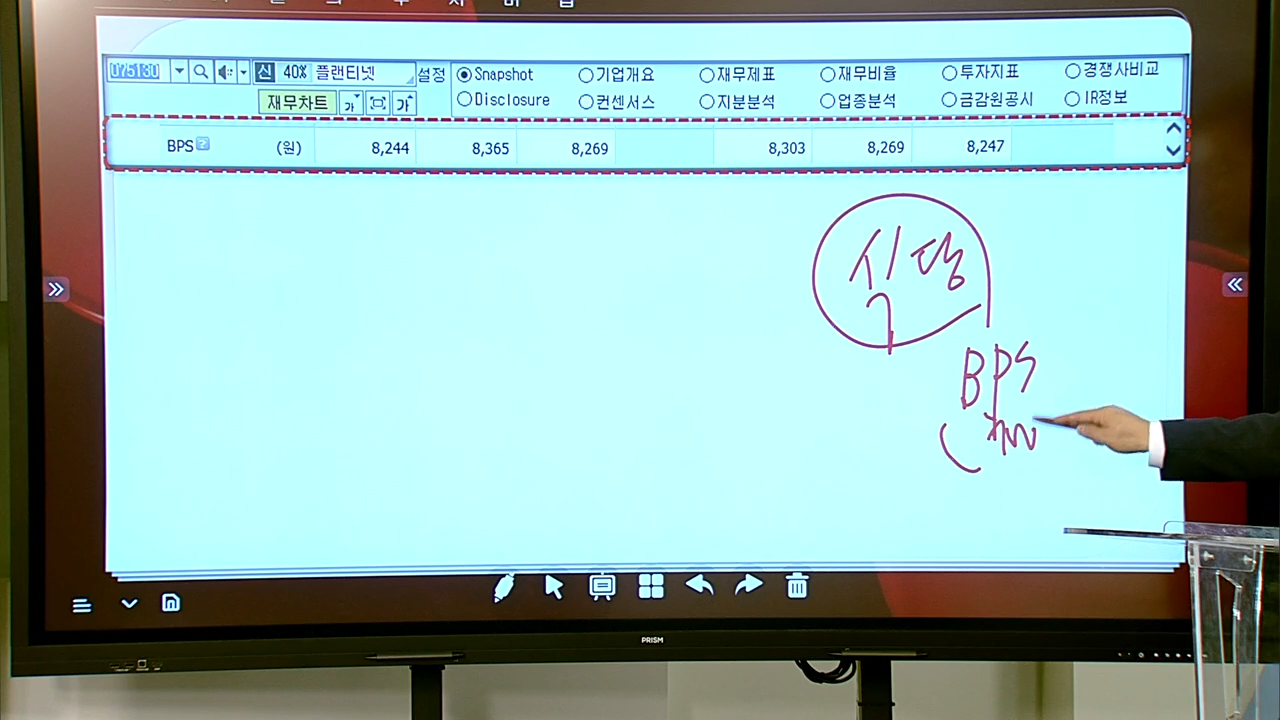 075130 신 40% 플랜티넷 설정 Snapshot 기업개요 재무제표 재무비율 투자지표 경쟁사비교
재무차트 가 가 Disclosure 컨센서스 지분분석 업종분석 금감원공시 IR정보
BPS (원) 8,244 8,365 8,269 8,303 8,269 8,247
BPS
PRISM